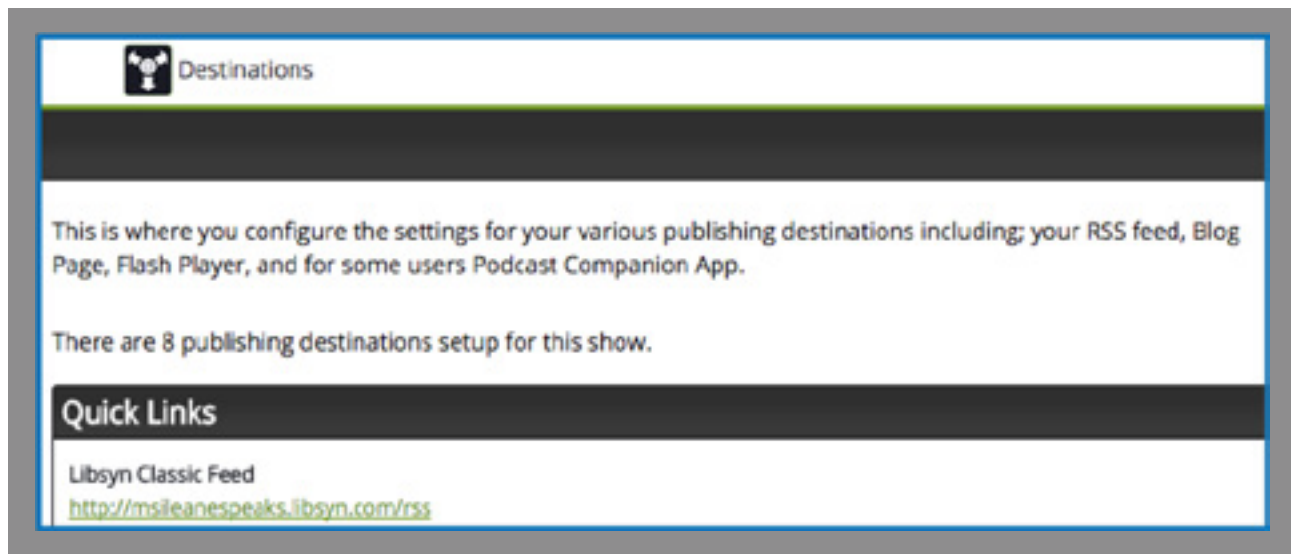 Destinations
This is where you configure the settings for your various publishing destinations including; your RSS feed, Blog
Page, Flash Player, and for some users Podcast Companion App.
There are 8 publishing destinations setup for this show.
Quick Links
Libsyn Classic Feed
http://msileanespeaks.libsyn.com/rss